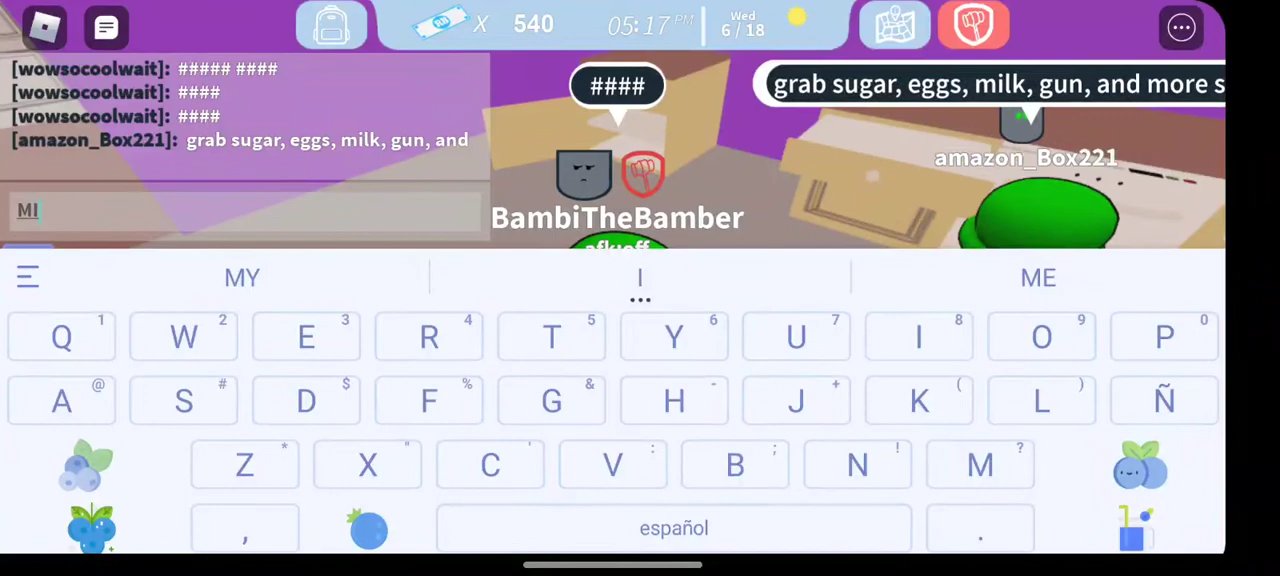 X 540 05:17 PM Wed 6/18
[wowsocoolwait]: ##### ####
[wowsocoolwait]: ####
[wowsocoolwait]: ####
[amazon_Box221]: grab sugar, eggs, milk, gun, and
MI
####
grab sugar, eggs, milk, gun, and more s
amazon_Box221
BambiTheBamber
afk:off
MY I ME
Q 1 W 2 E 3 R 4 T 5 Y 6 U 7 I 8 O 9 P 0
A @ S # D $ F % G & H - J + K ( L ) Ñ
Z * X " C ' V : B ; N ! M ?
, español .